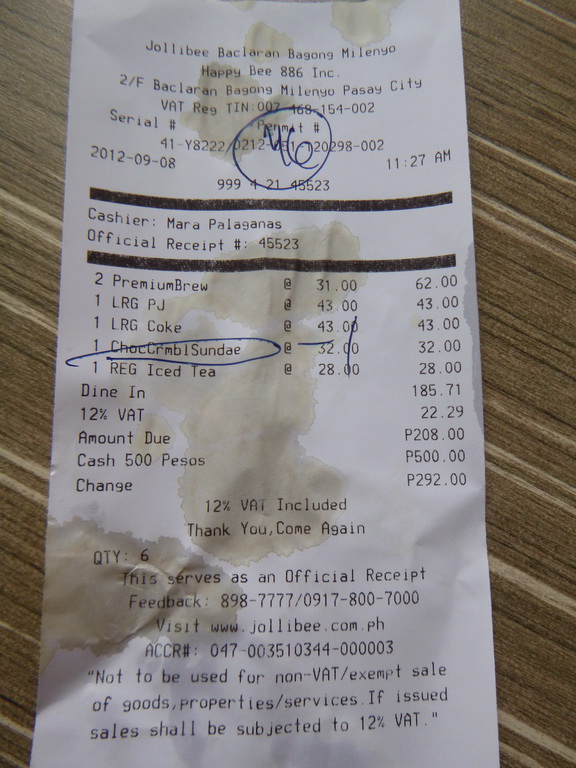 Jollibee Baclaran Bagong Milenyo
Happy Bee 886 Inc.
2/F Baclaran Bagong Milenyo Pasay City
VAT Reg TIN:007-468-154-002
Serial # Permit #
41-Y8222/0212-051-120298-002
2012-09-08 11:27 AM
999 4 21 45523
Cashier: Mara Palaganas
Official Receipt #: 45523
2 PremiumBrew @ 31.00 62.00
1 LRG PJ @ 43.00 43.00
1 LRG Coke @ 43.00 43.00
1 ChocCrmblSundae @ 32.00 32.00
1 REG Iced Tea @ 28.00 28.00
Dine In 185.71
12% VAT 22.29
Amount Due P208.00
Cash 500 Pesos P500.00
Change P292.00
12% VAT Included
Thank You,Come Again
QTY: 6
This serves as an Official Receipt
Feedback: 898-7777/0917-800-7000
Visit www.jollibee.com.ph
ACCR#: 047-003510344-000003
"Not to be used for non-VAT/exempt sale
of goods,properties/services.If issued
sales shall be subjected to 12% VAT."